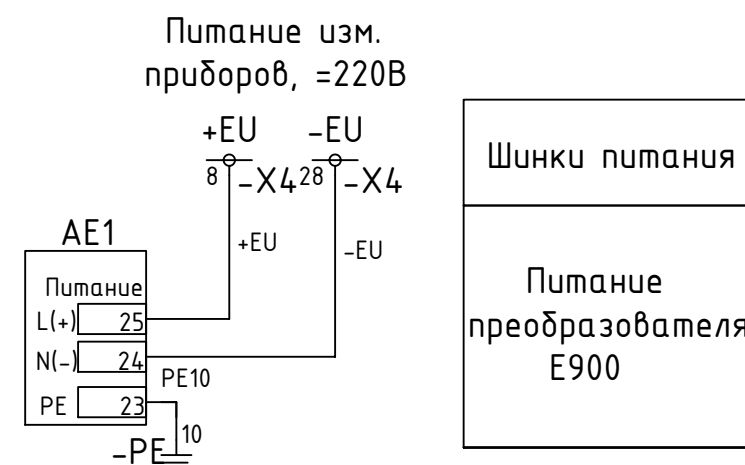 Питание изм.
приборов, =220В
+EU -EU
8 -X4 28 -X4
Шинки питания
+EU -EU
AE1
Питание
L(+) 25
N(-) 24
PE10
PE 23
10
-PE
Питание
преобразователя
E900